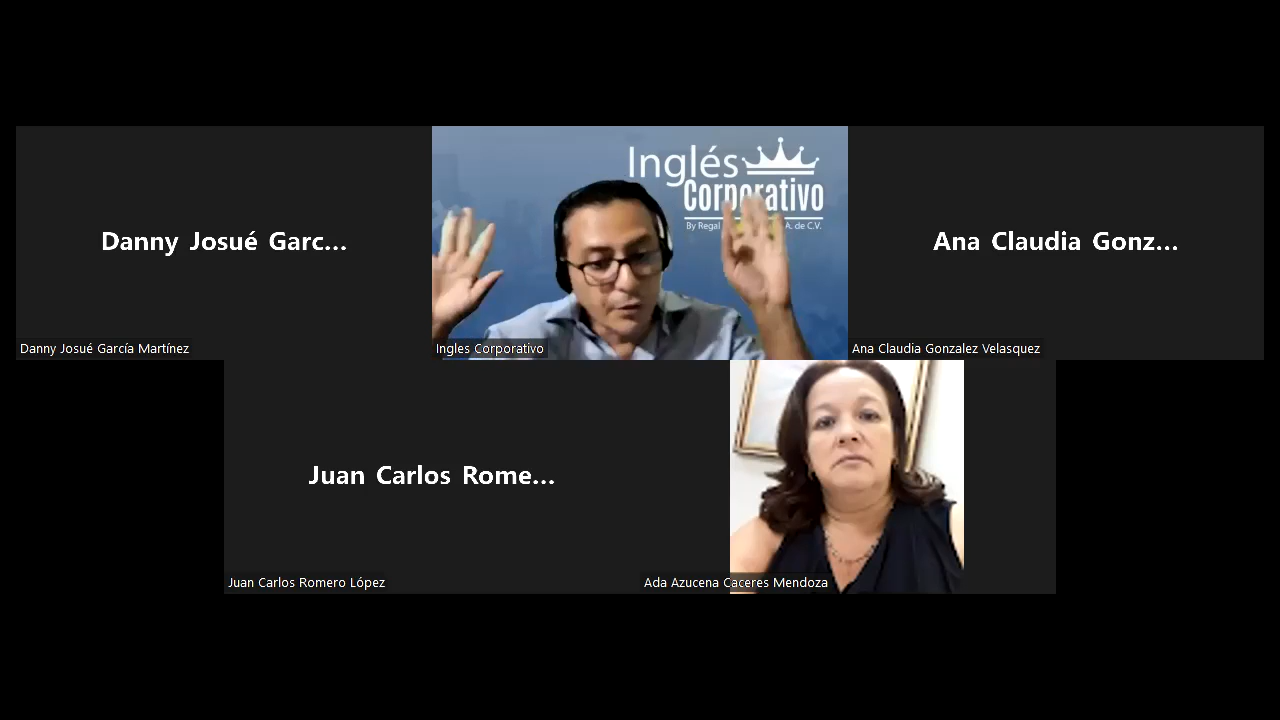 Danny Josué Garc...
Danny Josué García Martínez
Inglés
Corporativo
By Regal
A. de C.V.
Ingles Corporativo
Ana Claudia Gonz...
Ana Claudia Gonzalez Velasquez
Juan Carlos Rome...
Juan Carlos Romero López
Ada Azucena Caceres Mendoza